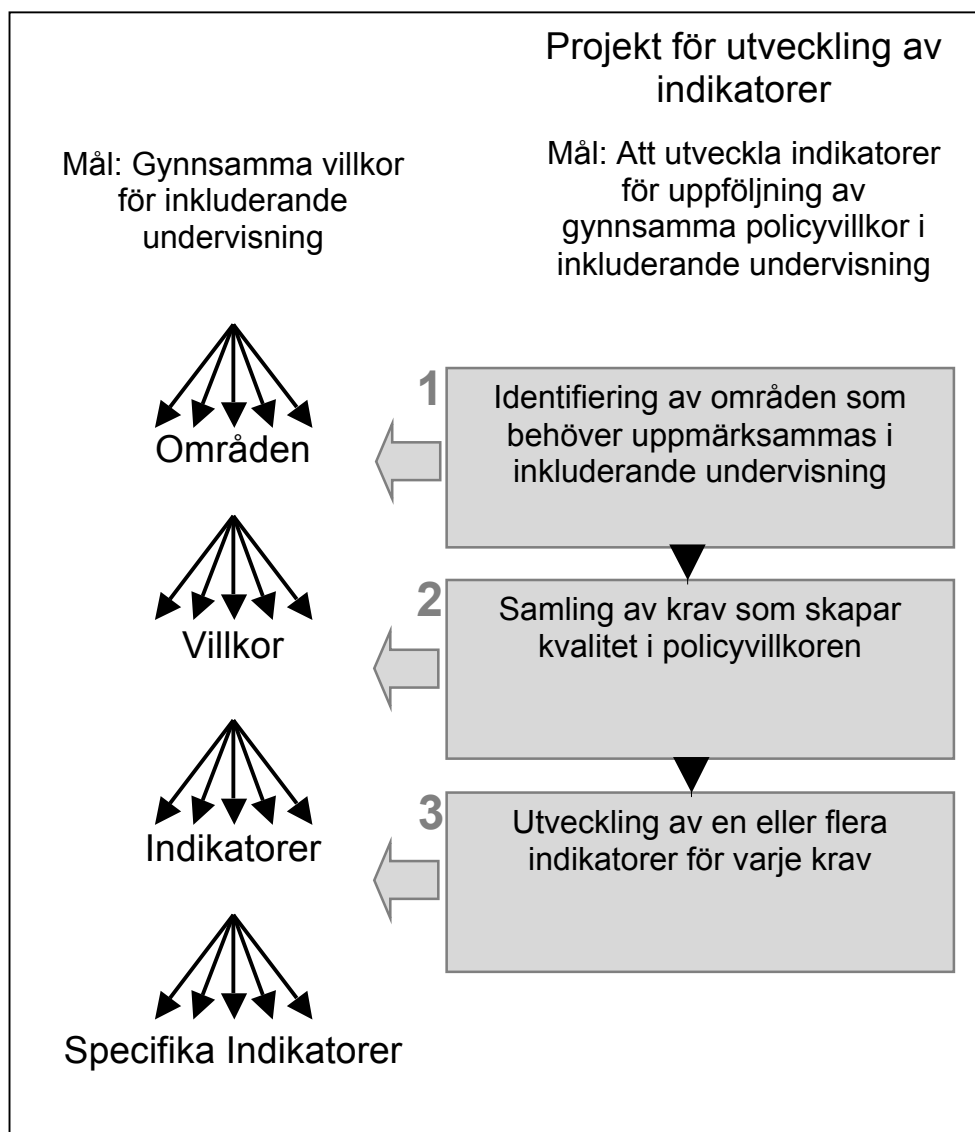 Projekt för utveckling av
indikatorer
Mål: Gynnsamma villkor
för inkluderande
undervisning
Mål: Att utveckla indikatorer
för uppföljning av
gynnsamma policyvillkor i
inkluderande undervisning
Områden
1
Identifiering av områden som
behöver uppmärksammas i
inkluderande undervisning
Villkor
2
Samling av krav som skapar
kvalitet i policyvillkoren
Indikatorer
3
Utveckling av en eller flera
indikatorer för varje krav
Specifika Indikatorer